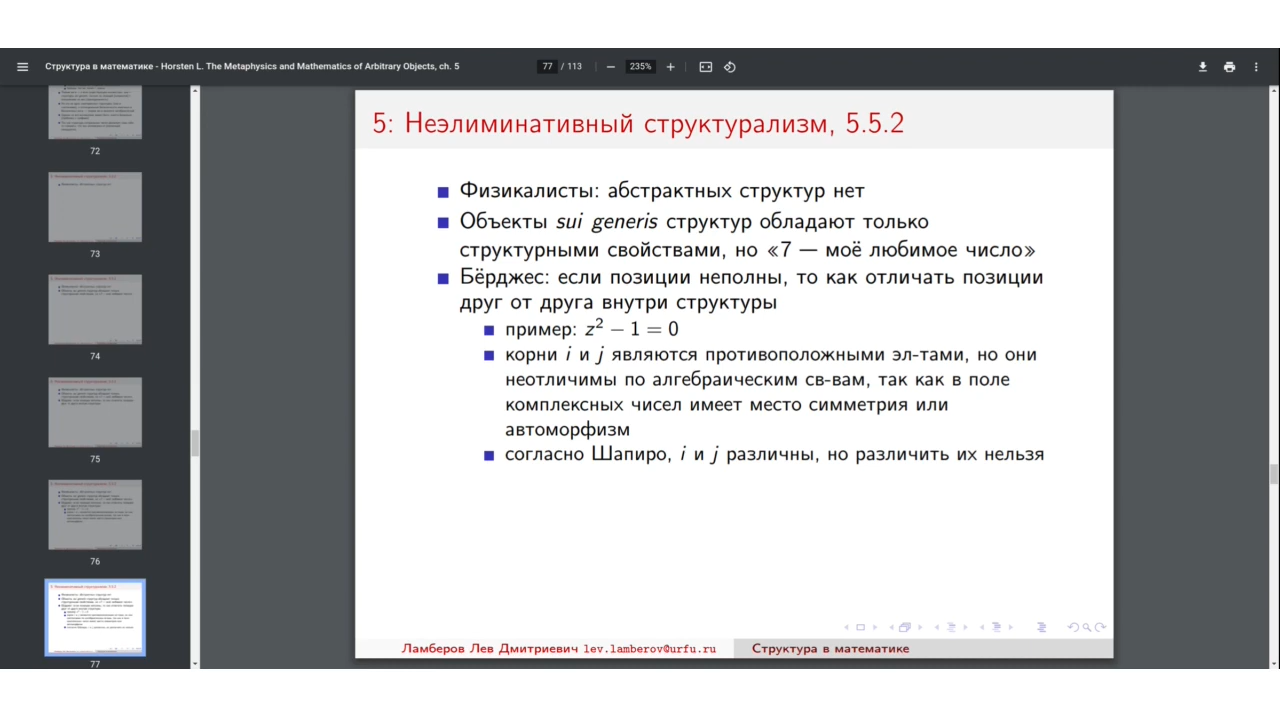 Структура в математике - Horsten L. The Metaphysics and Mathematics of Arbitrary Objects, ch. 5
77 / 113
235%
72
73
74
75
76
77
5: Неэлиминативный структурализм, 5.5.2
Физикалисты: абстрактных структур нет
Объекты sui generis структур обладают только
структурными свойствами, но «7 — моё любимое число»
Бёрджес: если позиции неполны, то как отличать позиции
друг от друга внутри структуры
пример: z² − 1 = 0
корни i и j являются противоположными эл-тами, но они
неотличимы по алгебраическим св-вам, так как в поле
комплексных чисел имеет место симметрия или
автоморфизм
согласно Шапиро, i и j различны, но различить их нельзя
Ламберов Лев Дмитриевич lev.lamberov@urfu.ru
Структура в математике